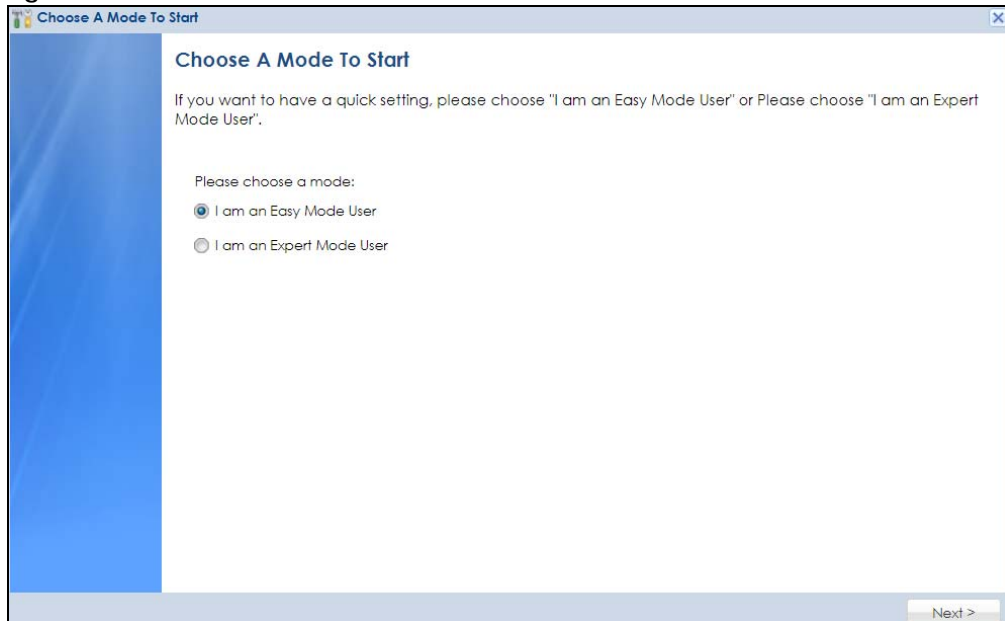 Choose A Mode To Start
Choose A Mode To Start
If you want to have a quick setting, please choose "I am an Easy Mode User" or Please choose "I am an Expert
Mode User".
Please choose a mode:
I am an Easy Mode User
I am an Expert Mode User
Next >